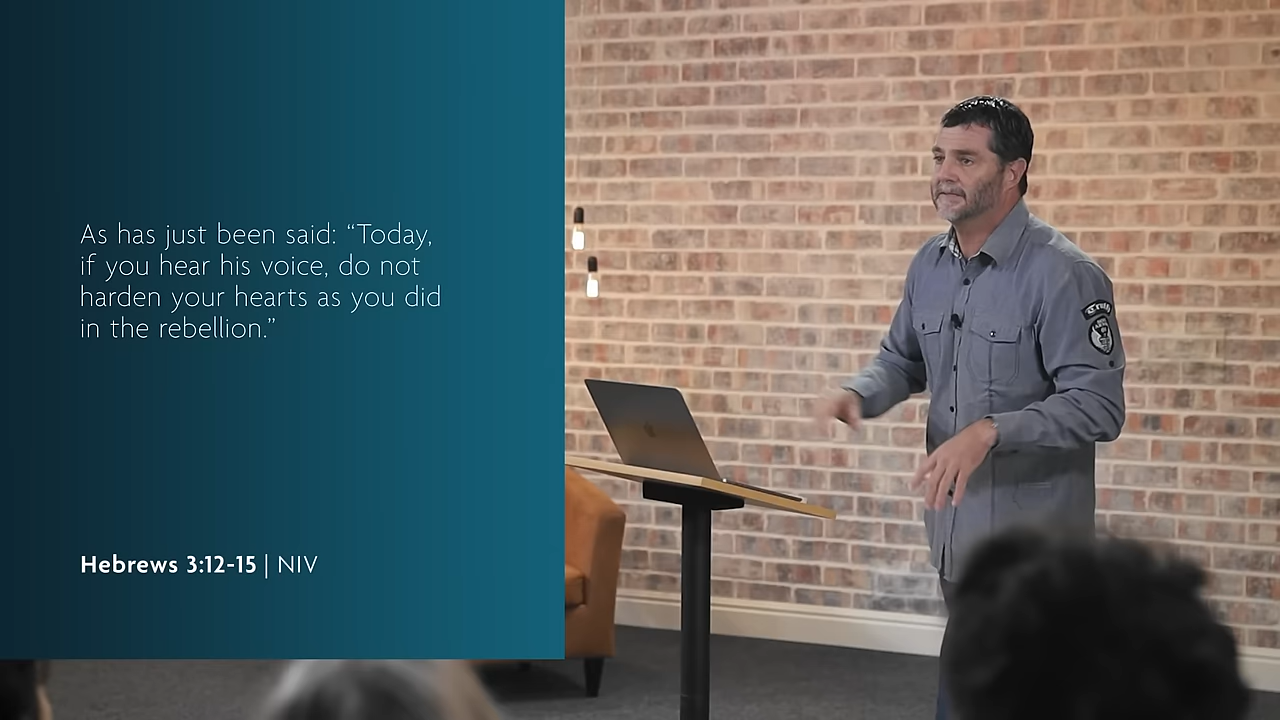 As has just been said: “Today,
if you hear his voice, do not
harden your hearts as you did
in the rebellion.”
Hebrews 3:12-15 | NIV
Truth